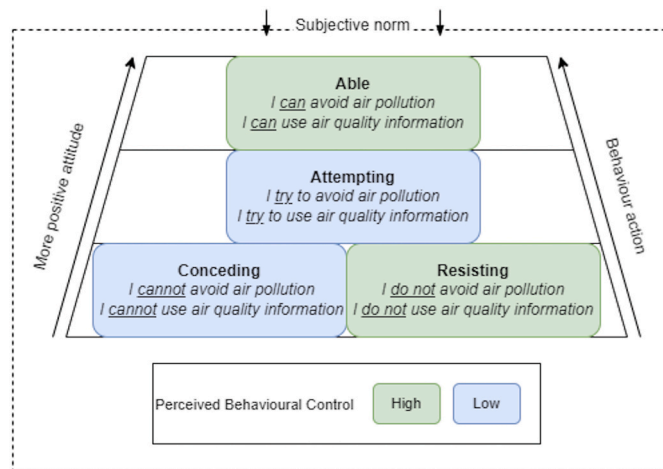 Subjective norm
More positive attitude
Able
I can avoid air pollution
I can use air quality information
Behaviour action
Attempting
I try to avoid air pollution
I try to use air quality information
Conceding
I cannot avoid air pollution
I cannot use air quality information
Resisting
I do not avoid air pollution
I do not use air quality information
Perceived Behavioural Control
High
Low